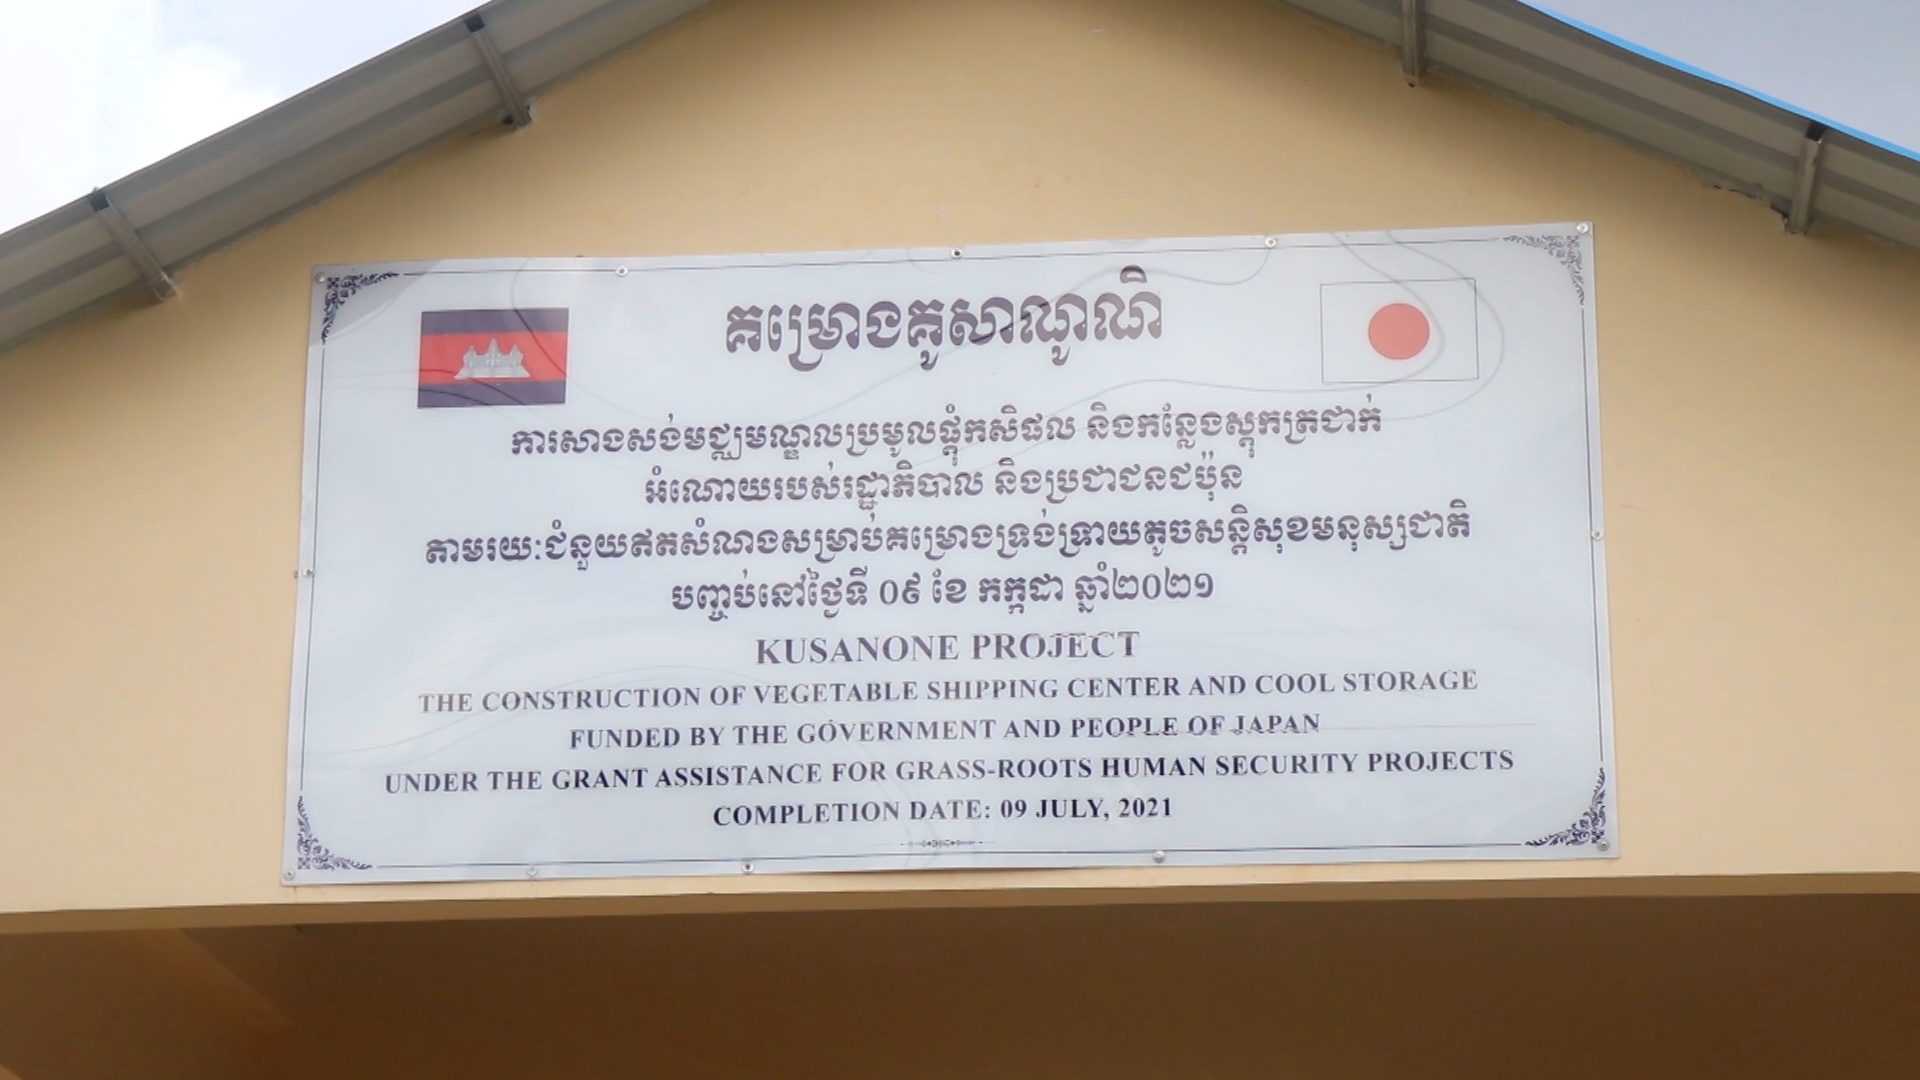 គម្រោងគូសាណូណិ
ការសាងសង់មជ្ឈមណ្ឌលប្រមូលផ្តុំកសិផល និងកន្លែងស្តុកត្រជាក់
អំណោយរបស់រដ្ឋាភិបាល និងប្រជាជនជប៉ុន
តាមរយៈជំនួយឥតសំណងសម្រាប់គម្រោងទ្រង់ទ្រាយតូចសន្តិសុខមនុស្សជាតិ
បញ្ចប់នៅថ្ងៃទី ០៩ ខែ កក្កដា ឆ្នាំ២០២១
KUSANONE PROJECT
THE CONSTRUCTION OF VEGETABLE SHIPPING CENTER AND COOL STORAGE
FUNDED BY THE GOVERNMENT AND PEOPLE OF JAPAN
UNDER THE GRANT ASSISTANCE FOR GRASS-ROOTS HUMAN SECURITY PROJECTS
COMPLETION DATE: 09 JULY, 2021